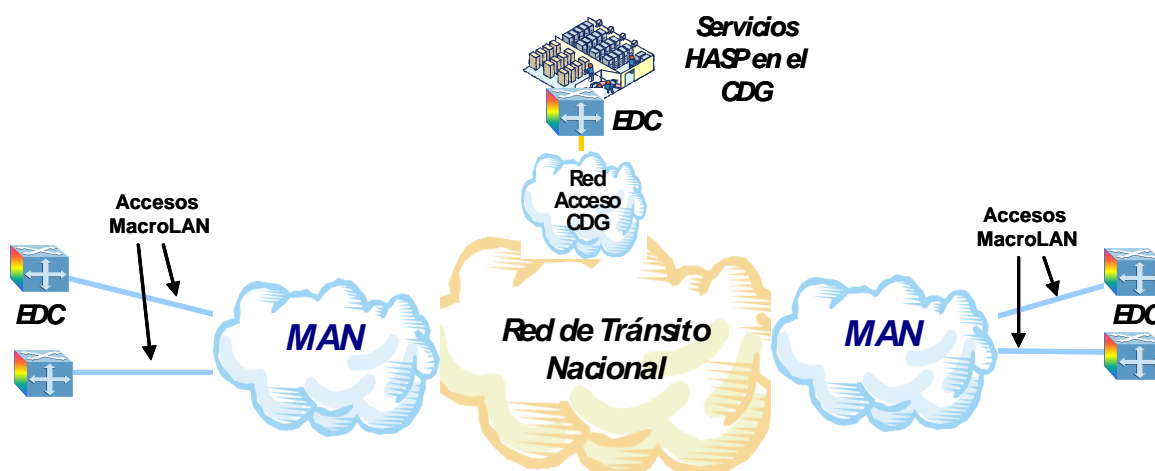 Servicios
HASP en el
CDG
EDC
Red
Acceso
CDG
Accesos
MacroLAN
EDC
MAN
Red de Tránsito
Nacional
MAN
Accesos
MacroLAN
EDC